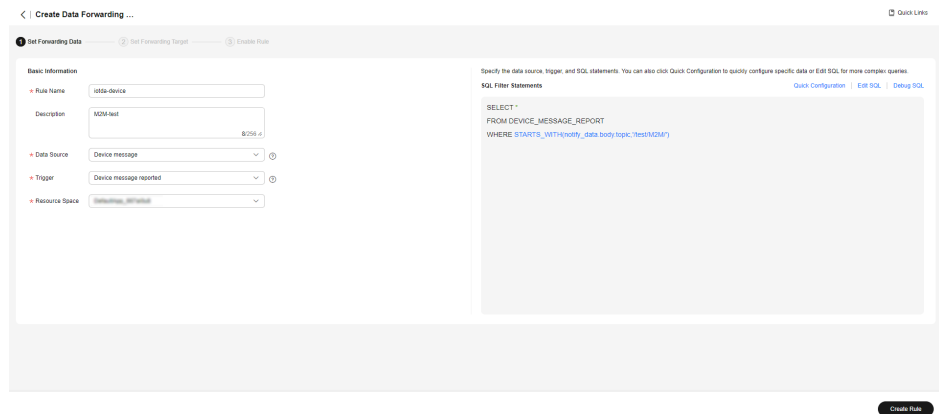 Create Data Forwarding ...
Quick Links
1 Set Forwarding Data 2 Set Forwarding Target 3 Enable Rule
Basic Information
* Rule Name iotda-device
Description M2M-test
8/256
* Data Source Device message
* Trigger Device message reported
* Resource Space
Specify the data source, trigger, and SQL statements. You can also click Quick Configuration to quickly configure specific data or Edit SQL for more complex queries.
SQL Filter Statements Quick Configuration | Edit SQL | Debug SQL
SELECT *
FROM DEVICE_MESSAGE_REPORT
WHERE STARTS_WITH(notify_data.body.topic,'/test/M2M/')
Create Rule